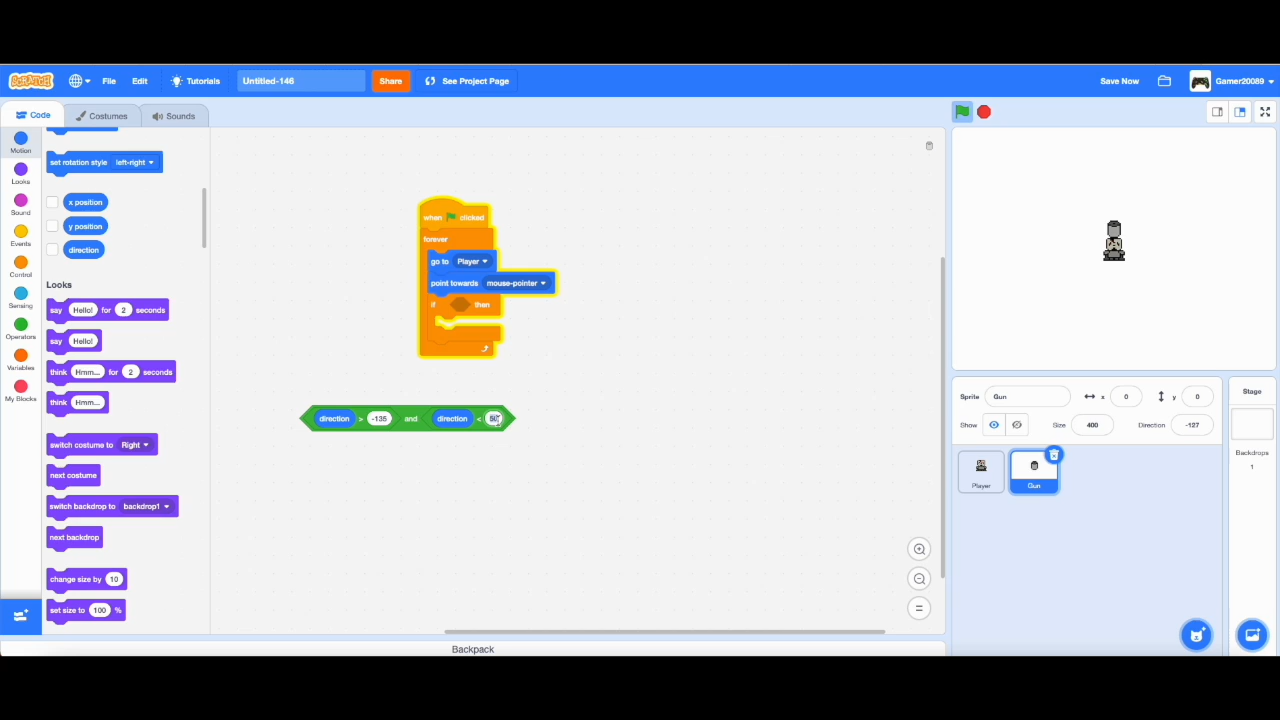 SCRATCH
File
Edit
Tutorials
Untitled-146
Share
See Project Page
Save Now
Gamer20089
Code
Costumes
Sounds
Motion
Looks
Sound
Events
Control
Sensing
Operators
Variables
My Blocks
set rotation style left-right
x position
y position
direction
Looks
say Hello! for 2 seconds
say Hello!
think Hmm... for 2 seconds
think Hmm...
switch costume to Right
next costume
switch backdrop to backdrop1
next backdrop
change size by 10
set size to 100 %
when clicked
forever
go to Player
point towards mouse-pointer
if then
direction > -135 and direction <
Backpack
Sprite Gun x 0 y 0
Show Size 400 Direction -127
Player
Gun
Stage
Backdrops
1